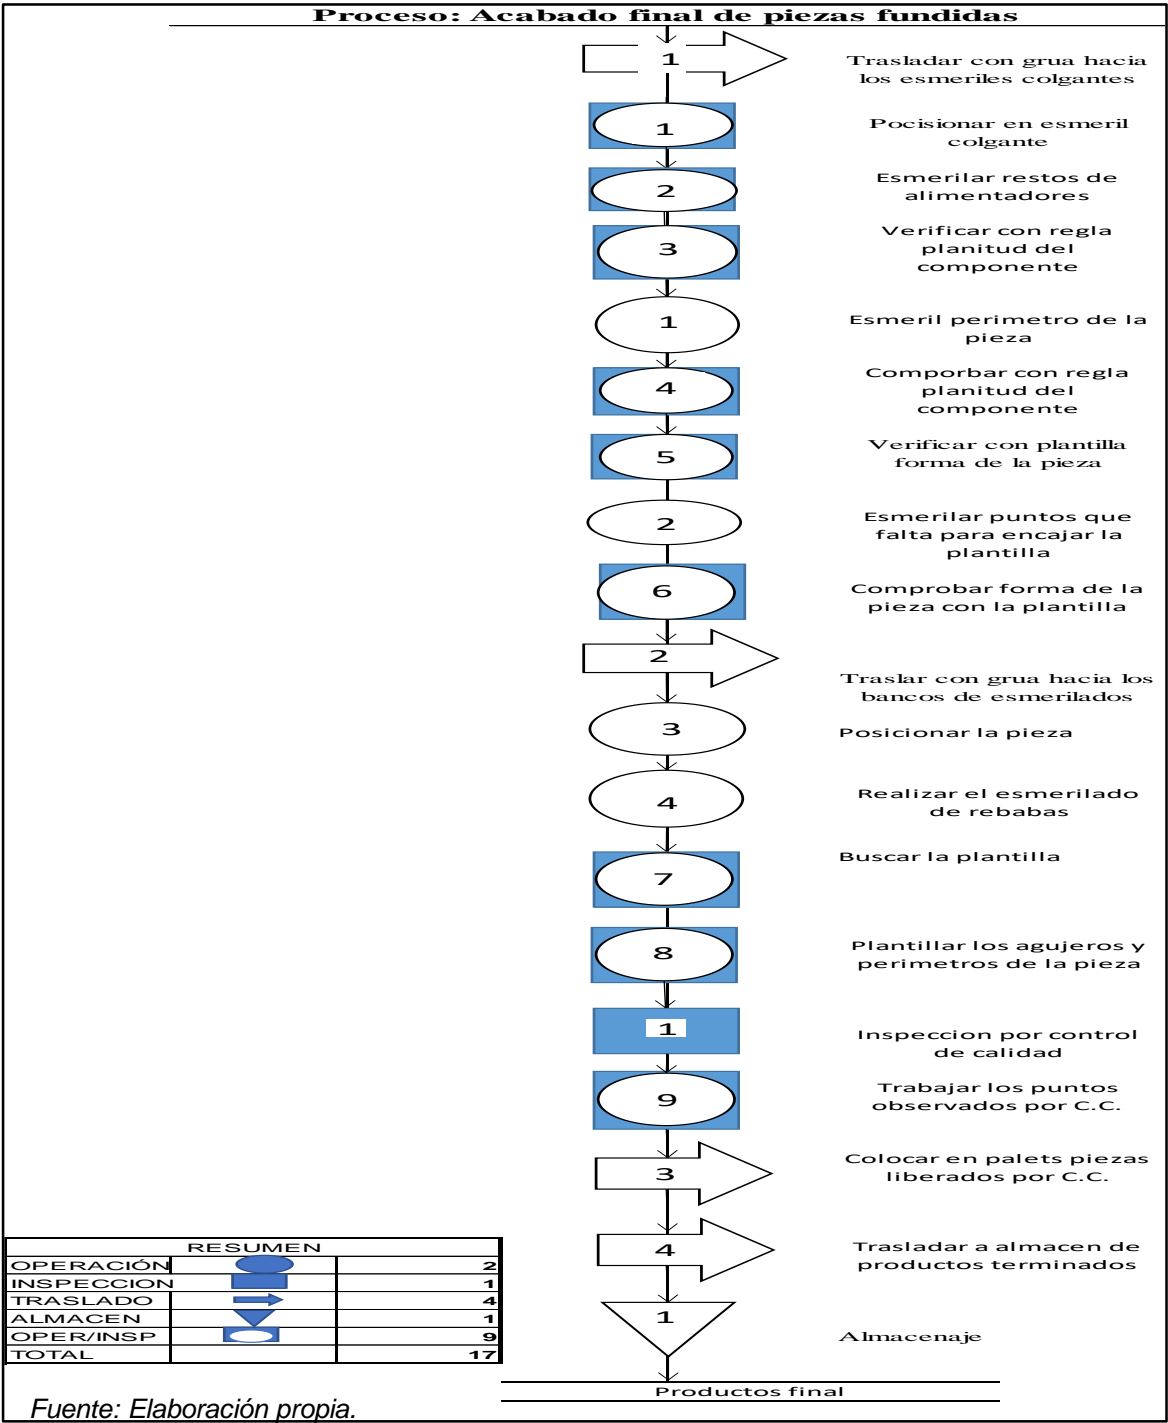 Proceso: Acabado final de piezas fundidas
1
Trasladar con grua hacia
los esmeriles colgantes
1
Pocisionar en esmeril
colgante
2
Esmerilar restos de
alimentadores
3
Verificar con regla
planitud del
componente
1
Esmeril perimetro de la
pieza
4
Comporbar con regla
planitud del
componente
5
Verificar con plantilla
forma de la pieza
2
Esmerilar puntos que
falta para encajar la
plantilla
6
Comprobar forma de la
pieza con la plantilla
2
Traslar con grua hacia los
bancos de esmerilados
3
Posicionar la pieza
4
Realizar el esmerilado
de rebabas
7
Buscar la plantilla
8
Plantillar los agujeros y
perimetros de la pieza
1
Inspeccion por control
de calidad
9
Trabajar los puntos
observados por C.C.
3
Colocar en palets piezas
liberados por C.C.
4
Trasladar a almacen de
productos terminados
1
Almacenaje
RESUMEN
OPERACIÓN 2
INSPECCION 1
TRASLADO 4
ALMACEN 1
OPER/INSP 9
TOTAL 17
Productos final
Fuente: Elaboración propia.